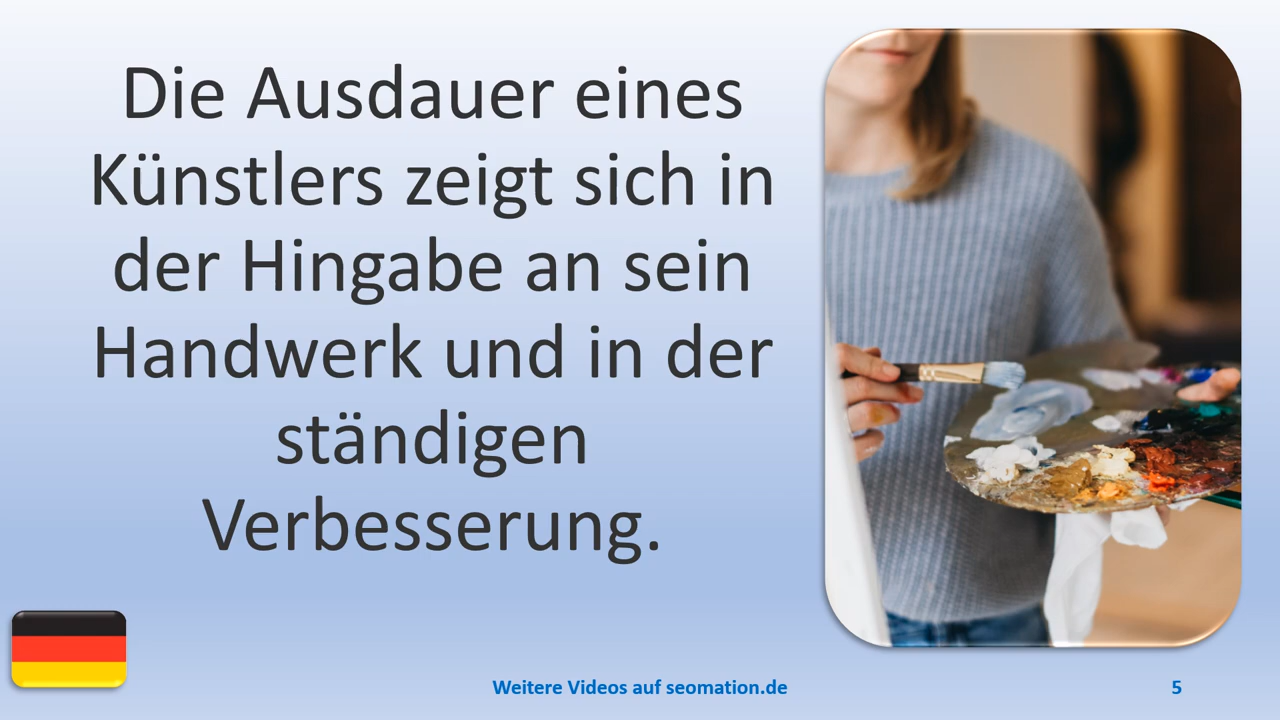 Die Ausdauer eines
Künstlers zeigt sich in
der Hingabe an sein
Handwerk und in der
ständigen
Verbesserung.
Weitere Videos auf seomation.de
5